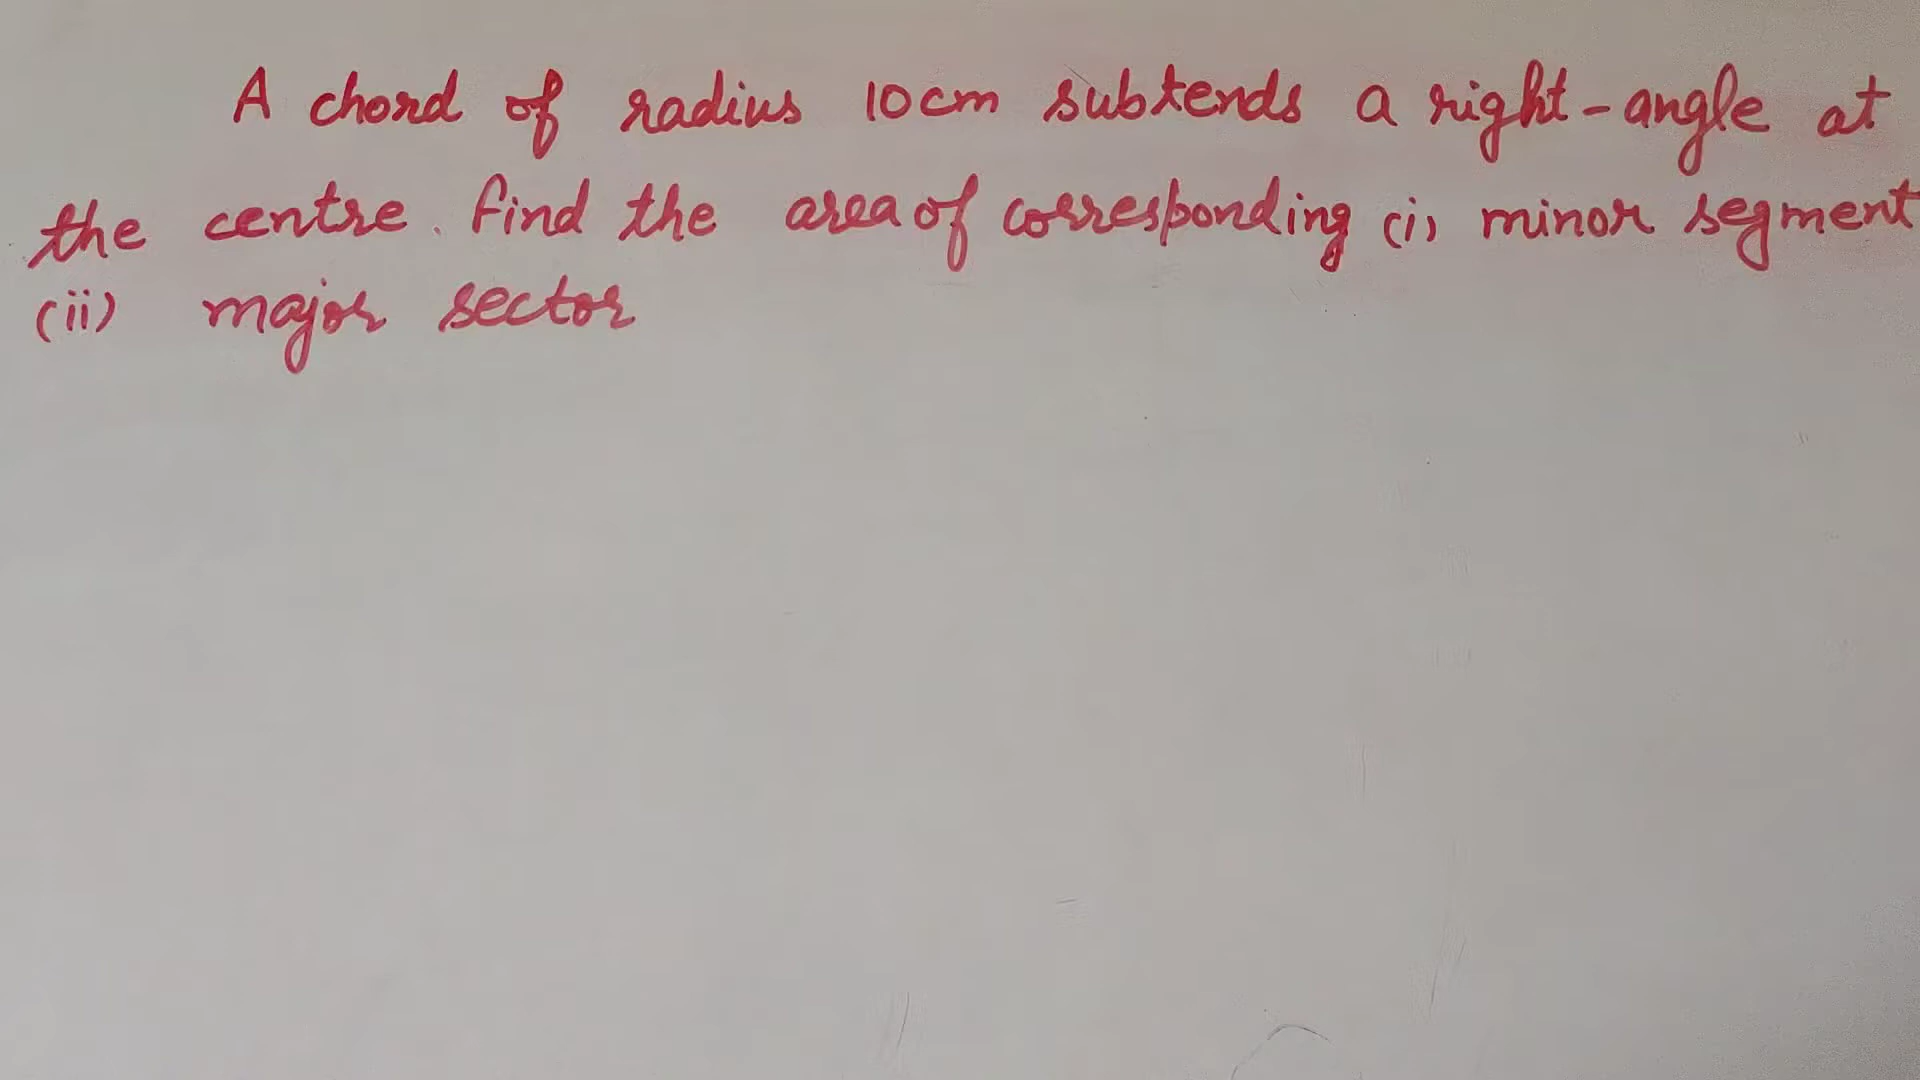 A chord of radius 10cm subtends a right-angle at
the centre. find the area of corresponding (i) minor segment
(ii) major sector